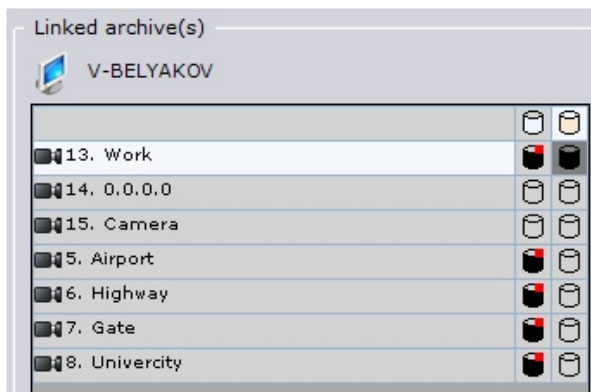 Linked archive(s)
V-BELYAKOV
13. Work
14. 0.0.0.0
15. Camera
5. Airport
6. Highway
7. Gate
8. Univercity